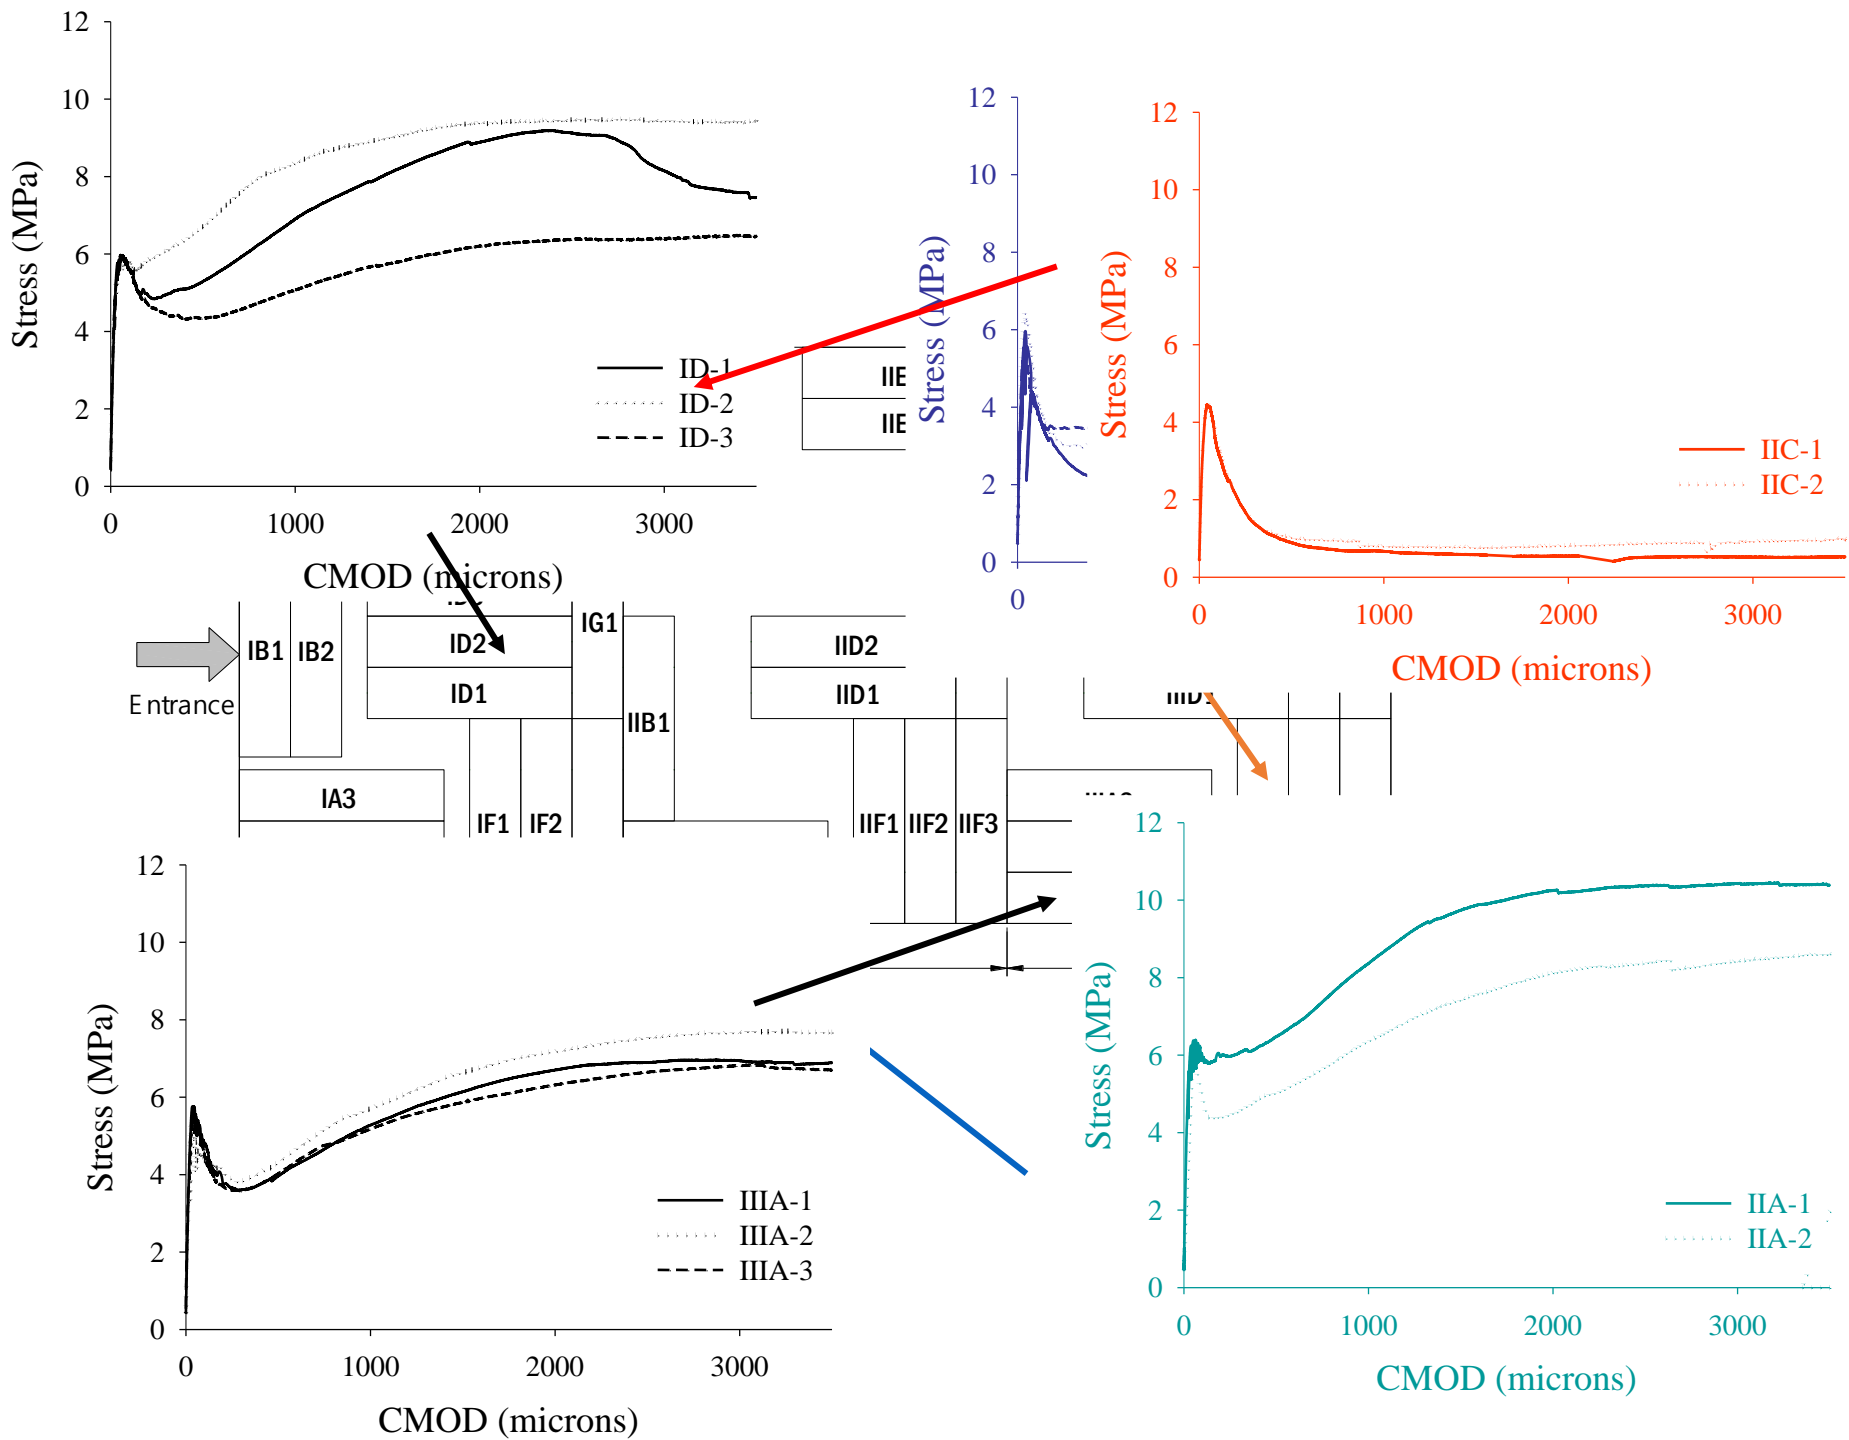 12
10
8
6
4
2
0
Stress (MPa)
0 1000 2000 3000
CMOD (microns)
ID-1
ID-2
ID-3
12
10
8
6
4
2
0
Stress (MPa)
0
12
10
8
6
4
2
0
Stress (MPa)
0 1000 2000 3000
CMOD (microns)
IIC-1
IIC-2
IIE
IIE
IB1 IB2
ID2
ID1
IG1
IIB1
IID2
IID1
IIID1
Entrance
IA3
IF1 IF2
IIF1 IIF2 IIF3
12
10
8
6
4
2
0
Stress (MPa)
0 1000 2000 3000
CMOD (microns)
IIIA-1
IIIA-2
IIIA-3
12
10
8
6
4
2
0
Stress (MPa)
0 1000 2000 3000
CMOD (microns)
IIA-1
IIA-2